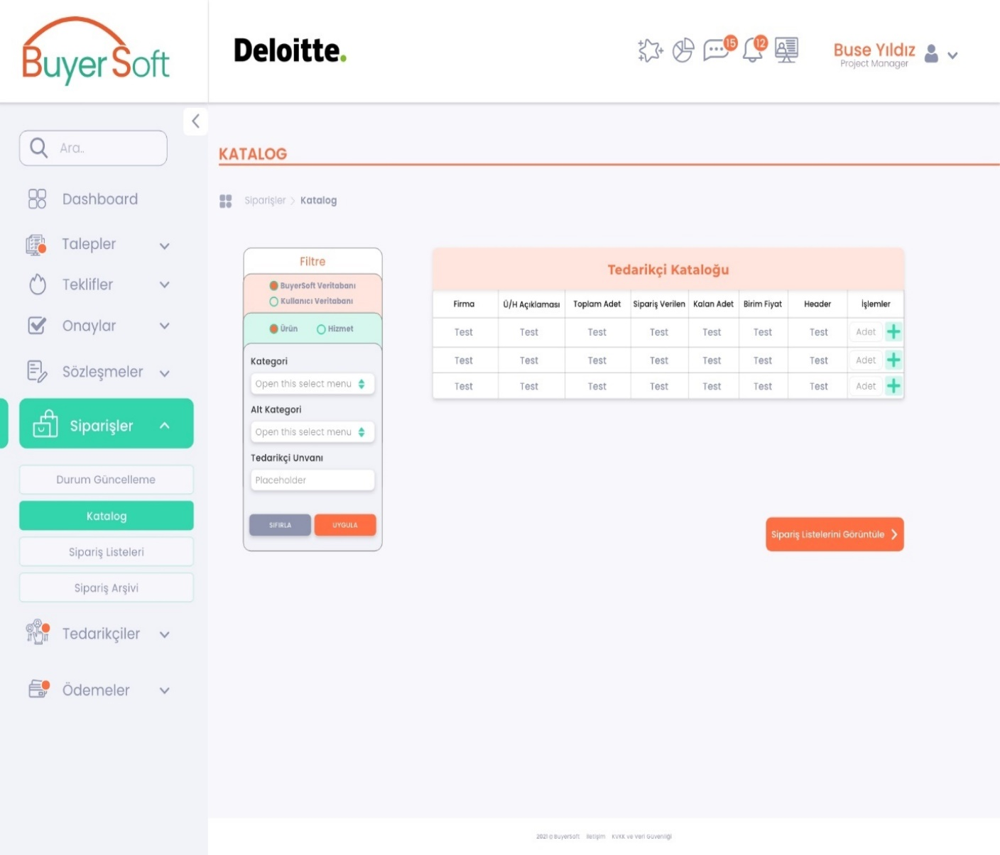 BuyerSoft
Deloitte.
15
12
Buse Yıldız
Project Manager
Ara..
Dashboard
Talepler
Teklifler
Onaylar
Sözleşmeler
Siparişler
Durum Güncelleme
Katalog
Sipariş Listeleri
Sipariş Arşivi
Tedarikçiler
Ödemeler
KATALOG
Siparişler > Katalog
Filtre
BuyerSoft Veritabanı
Kullanıcı Veritabanı
Ürün Hizmet
Kategori
Open this select menu
Alt Kategori
Open this select menu
Tedarikçi Unvanı
Placeholder
SIFIRLA UYGULA
Tedarikçi Kataloğu
Firma Ü/H Açıklaması Toplam Adet Sipariş Verilen Kalan Adet Birim Fiyat Header İşlemler
Test Test Test Test Test Test Test Adet
Test Test Test Test Test Test Test Adet
Test Test Test Test Test Test Test Adet
Sipariş Listelerini Görüntüle
2021 © BuyerSoft İletişim KVKK ve Veri Güvenliği